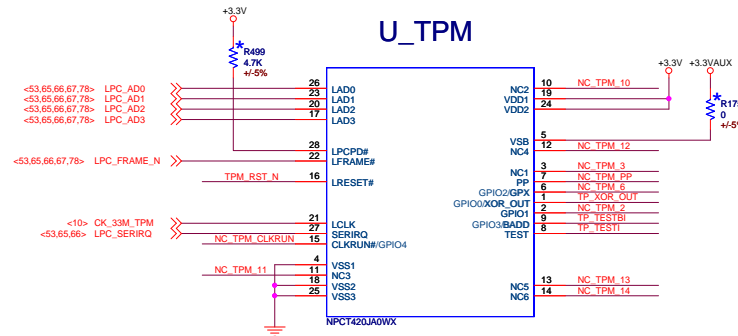 U_TPM
+3.3V
*
R499
4.7K
+/-5%
<53,65,66,67,78> LPC_AD0 26 LAD0
<53,65,66,67,78> LPC_AD1 23 LAD1
<53,65,66,67,78> LPC_AD2 20 LAD2
<53,65,66,67,78> LPC_AD3 17 LAD3
28 LPCPD#
<53,65,66,67,78> LPC_FRAME_N 22 LFRAME#
TPM_RST_N 16 LRESET#
<10> CK_33M_TPM 21 LCLK
<53,65,66> LPC_SERIRQ 27 SERIRQ
NC_TPM_CLKRUN 15 CLKRUN#/GPIO4
4 VSS1
NC_TPM_11 11 NC3
18 VSS2
25 VSS3
+3.3V +3.3VAUX
NC2 10 NC_TPM_10
VDD1 19
VDD2 24
*
R17
0
+/-5
VSB 5
NC4 12 NC_TPM_12
NC1 3 NC_TPM_3
PP 7 NC_TPM_PP
GPIO2/GPX 6 NC_TPM_6
GPIO0/XOR_OUT 1 TP_XOR_OUT
GPIO1 2 NC_TPM_2
GPIO3/BADD 9 TP_TESTBI
TEST 8 TP_TESTI
NC5 13 NC_TPM_13
NC6 14 NC_TPM_14
NPCT420JA0WX